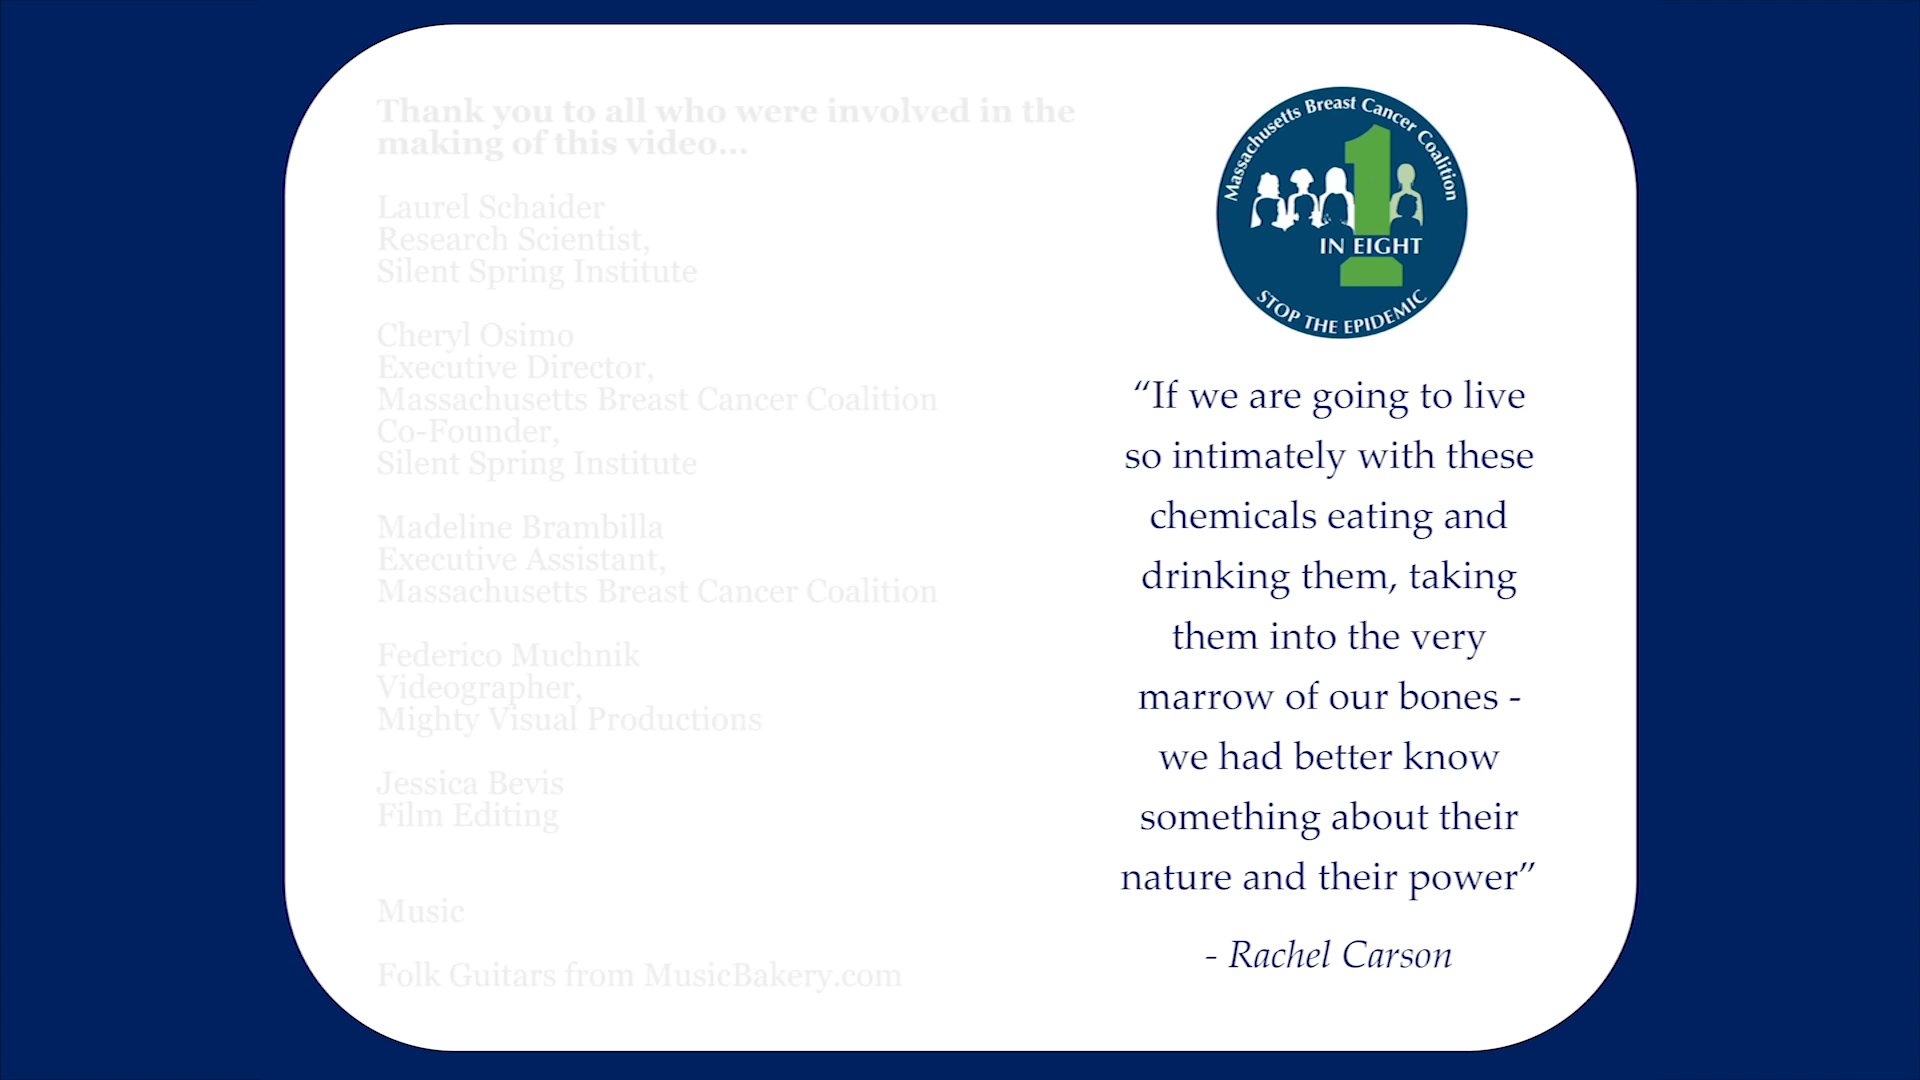 Thank you to all who were involved in the
making of this video...
Laurel Schaider
Research Scientist,
Silent Spring Institute
Cheryl Osimo
Executive Director,
Massachusetts Breast Cancer Coalition
Co-Founder,
Silent Spring Institute
Madeline Brambilla
Executive Assistant,
Massachusetts Breast Cancer Coalition
Federico Muchnik
Videographer,
Mighty Visual Productions
Jessica Bevis
Film Editing
Music
Folk Guitars from MusicBakery.com
Massachusetts Breast Cancer Coalition
1
IN EIGHT
STOP THE EPIDEMIC
“If we are going to live
so intimately with these
chemicals eating and
drinking them, taking
them into the very
marrow of our bones -
we had better know
something about their
nature and their power”
- Rachel Carson